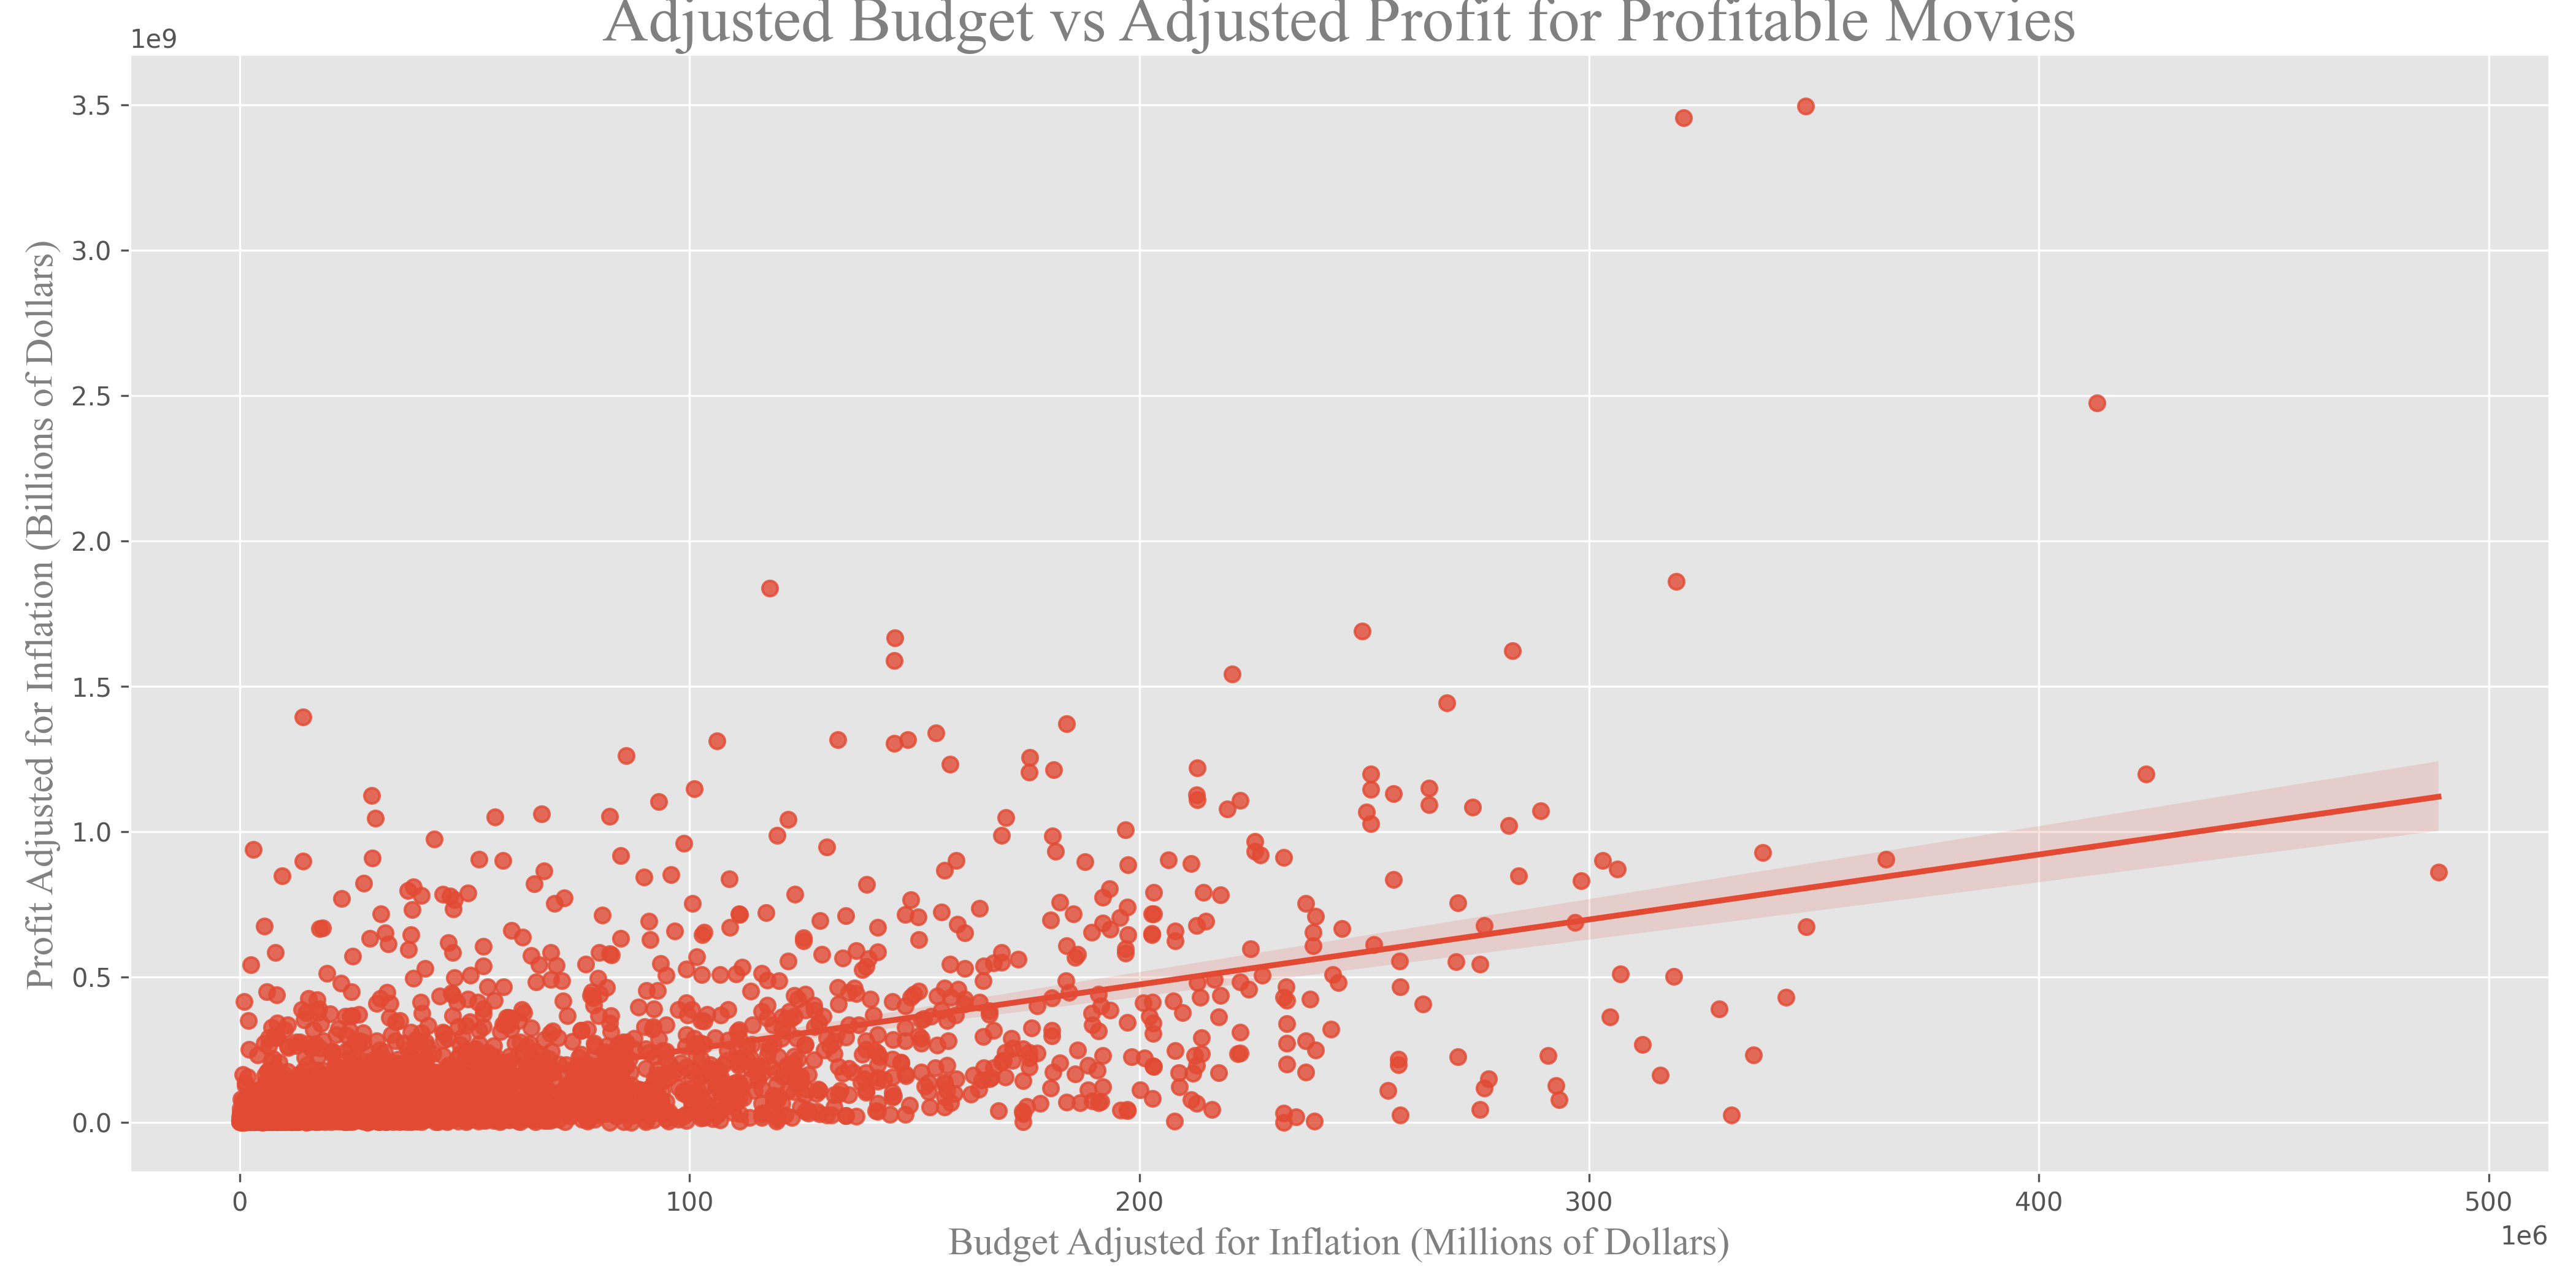 Adjusted Budget vs Adjusted Profit for Profitable Movies
1e9
3.5
3.0
2.5
2.0
1.5
1.0
0.5
0.0
Profit Adjusted for Inflation (Billions of Dollars)
0 100 200 300 400 500
1e6
Budget Adjusted for Inflation (Millions of Dollars)